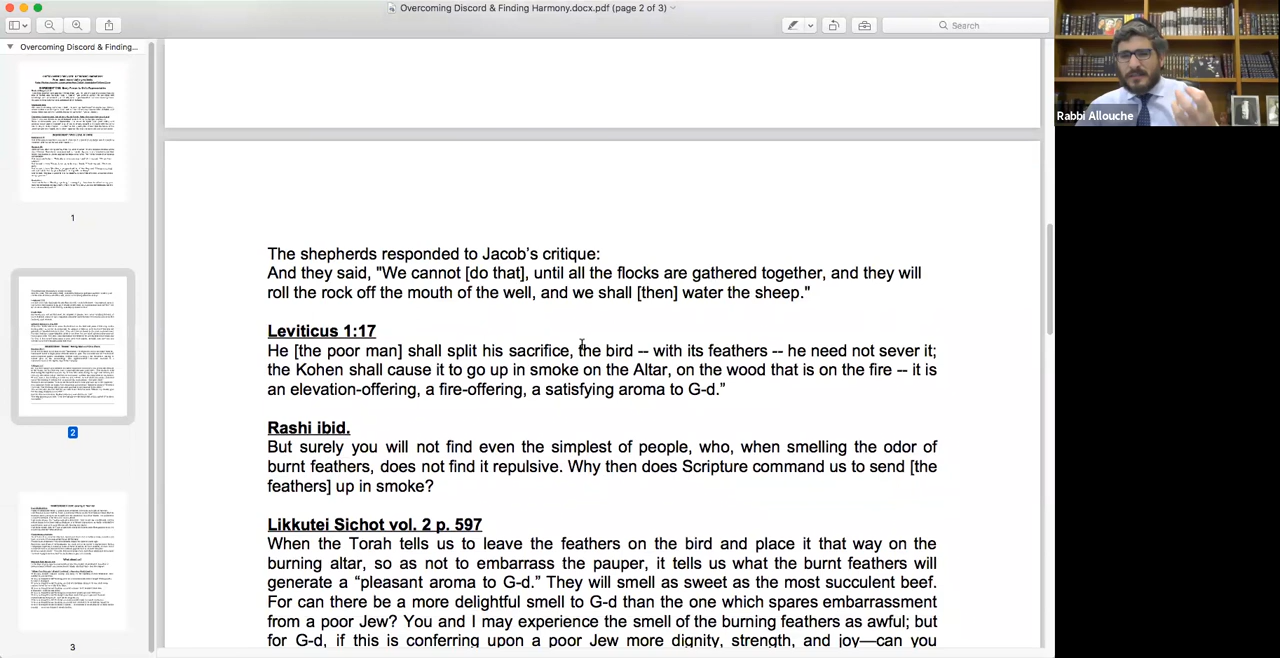 Overcoming Discord & Finding Harmony.docx.pdf (page 2 of 3)
Search
Overcoming Discord & Finding Harmony...
1
2
3
Rabbi Allouche
The shepherds responded to Jacob's critique:
And they said, "We cannot [do that], until all the flocks are gathered together, and they will
roll the rock off the mouth of the well, and we shall [then] water the sheep."
Leviticus 1:17
He [the poor man] shall split his sacrifice, the bird -- with its feathers -- he need not sever it;
the Kohen shall cause it to go up in smoke on the Altar, on the wood that is on the fire -- it is
an elevation-offering, a fire-offering, a satisfying aroma to G-d.”
Rashi ibid.
But surely you will not find even the simplest of people, who, when smelling the odor of
burnt feathers, does not find it repulsive. Why then does Scripture command us to send [the
feathers] up in smoke?
Likkutei Sichot vol. 2 p. 597
When the Torah tells us to leave the feathers on the bird and place it that way on the
burning altar, so as not to embarrass the pauper, it tells us what the burnt feathers will
generate a “pleasant aroma to G-d.” They will smell as sweet as the most succulent beef.
For can there be a more delightful smell to G-d than the one which spares embarrassment
from a poor Jew? You and I may experience the smell of the burning feathers as awful; but
for G-d, if this is conferring upon a poor Jew more dignity, strength, and joy—can you